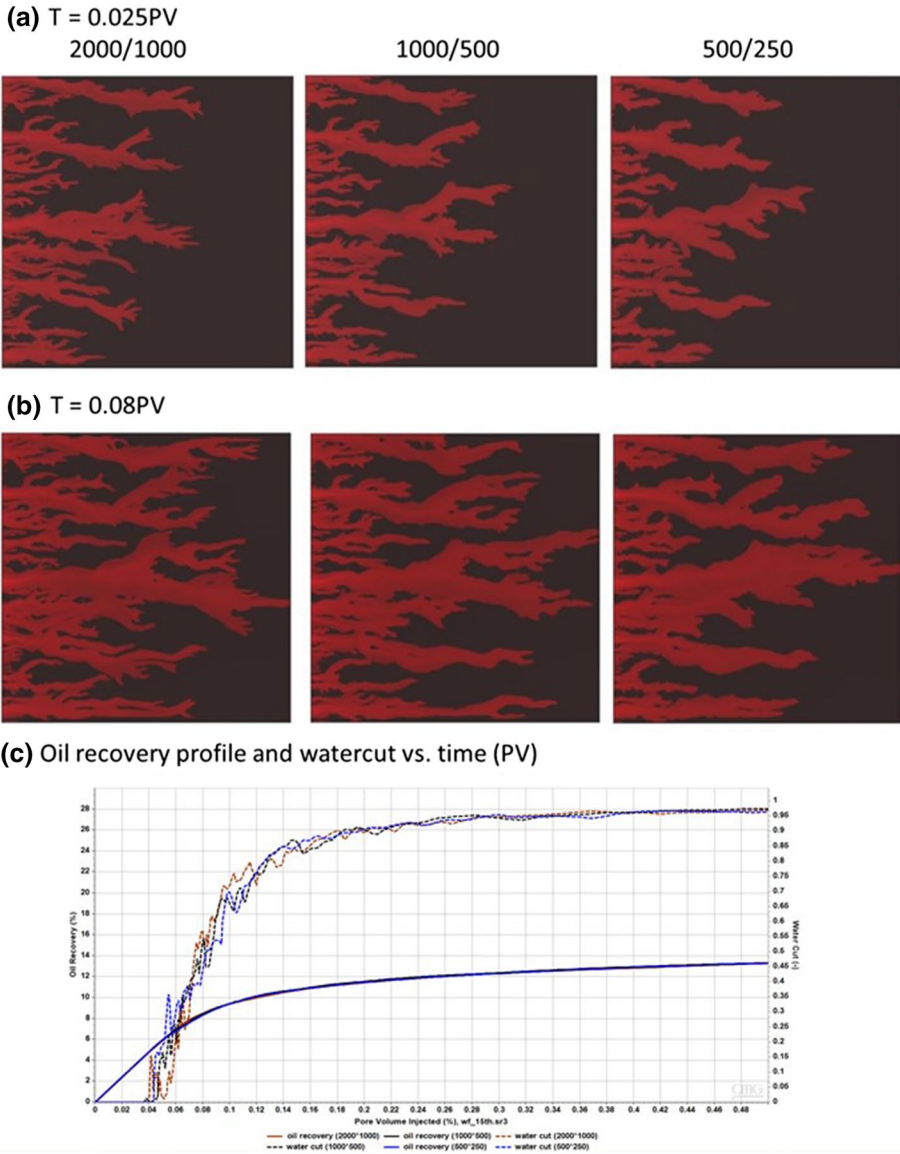 (a) T = 0.025PV
2000/1000 1000/500 500/250
(b) T = 0.08PV
(c) Oil recovery profile and watercut vs. time (PV)
28 1
26 0.95
0.9
24 0.85
22 0.8
0.75
20 0.7
18 0.65
0.6
16 0.55
14 0.5
12 0.45
0.4
10 0.35
8 0.3
6 0.25
0.2
4 0.15
2 0.1
0.05
0 0
Oil Recovery (%)
Water Cut (-)
0 0.02 0.04 0.06 0.08 0.1 0.12 0.14 0.16 0.18 0.2 0.22 0.24 0.26 0.28 0.3 0.32 0.34 0.36 0.38 0.4 0.42 0.44 0.46 0.48
cmg
Pore Volume Injected (%), wf_15th.sr3
oil recovery (2000*1000) oil recovery (1000*500) water cut (2000*1000)
water cut (1000*500) oil recovery (500*250) water cut (500*250)